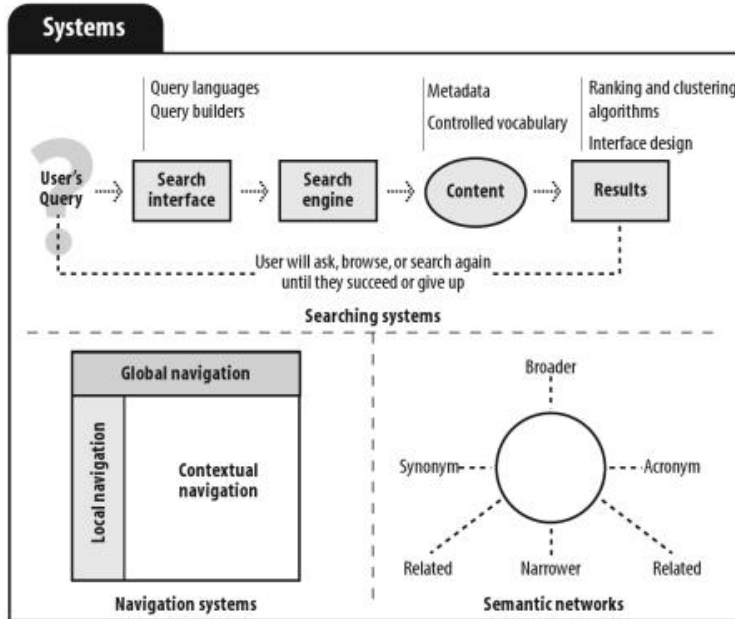 Systems
Query languages
Query builders
Metadata
Controlled vocabulary
Ranking and clustering
algorithms
Interface design
User's
Query
Search
interface
Search
engine
Content
Results
User will ask, browse, or search again
until they succeed or give up
Searching systems
Global navigation
Local navigation
Contextual
navigation
Navigation systems
Broader
Synonym
Acronym
Related
Narrower
Related
Semantic networks